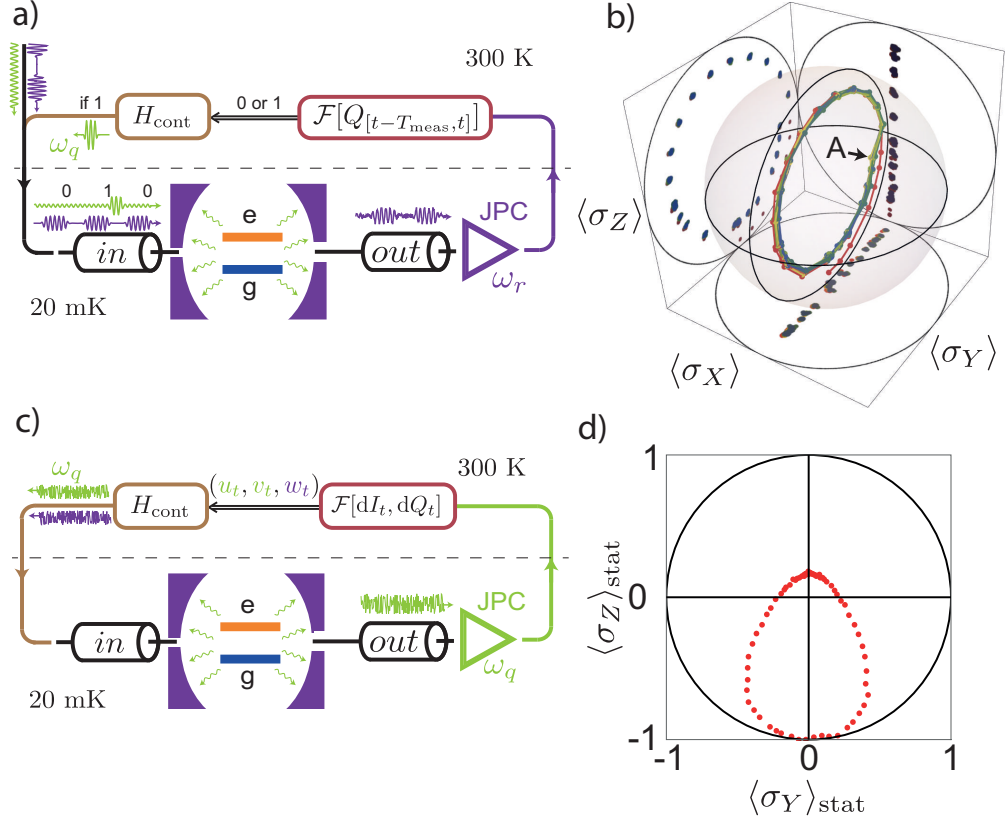 a)
300 K
if 1
H_cont
0 or 1
F[Q_[t−T_meas,t]]
ω_q
0 1 0
in
e
g
out
JPC
ω_r
20 mK
b)
A
⟨σ_Z⟩
⟨σ_X⟩
⟨σ_Y⟩
c)
300 K
ω_q
H_cont
(u_t, v_t, w_t)
F[dI_t, dQ_t]
in
e
g
out
JPC
ω_q
20 mK
d)
1
0
-1
⟨σ_Z⟩_stat
-1
0
1
⟨σ_Y⟩_stat